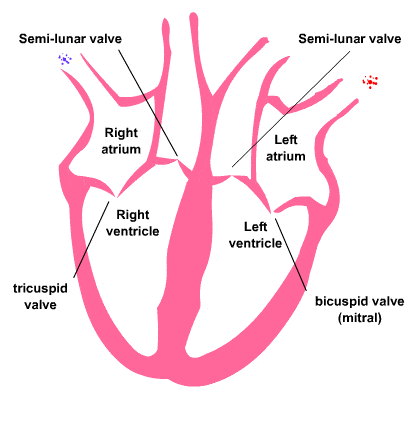 Semi-lunar valve
Semi-lunar valve
Right
atrium
Left
atrium
Right
ventricle
Left
ventricle
tricuspid
valve
bicuspid valve
(mitral)